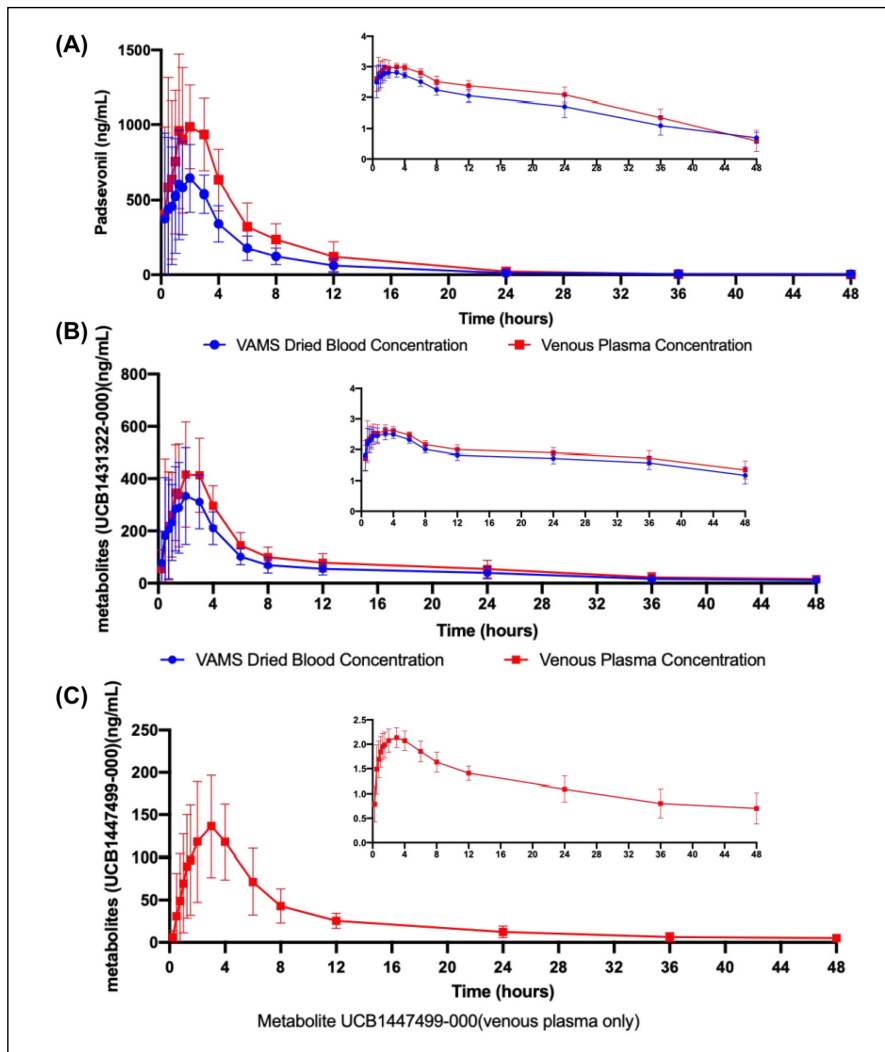 (A)
Padsevonil (ng/mL)
1500
1000
500
0
0 4 8 12 16 20 24 28 32 36 40 44 48
Time (hours)
4
3
2
1
0
0 4 8 12 16 20 24 28 32 36 40 44 48
VAMS Dried Blood Concentration
Venous Plasma Concentration
(B)
metabolites (UCB1431322-000)(ng/mL)
800
600
400
200
0
0 4 8 12 16 20 24 28 32 36 40 44 48
Time (hours)
4
3
2
1
0
0 4 8 12 16 20 24 28 32 36 40 44 48
VAMS Dried Blood Concentration
Venous Plasma Concentration
(C)
metabolites (UCB1447499-000)(ng/mL)
250
200
150
100
50
0
0 4 8 12 16 20 24 28 32 36 40 44 48
Time (hours)
2.5
2.0
1.5
1.0
0.5
0.0
0 4 8 12 16 20 24 28 32 36 40 44 48
Metabolite UCB1447499-000(venous plasma only)